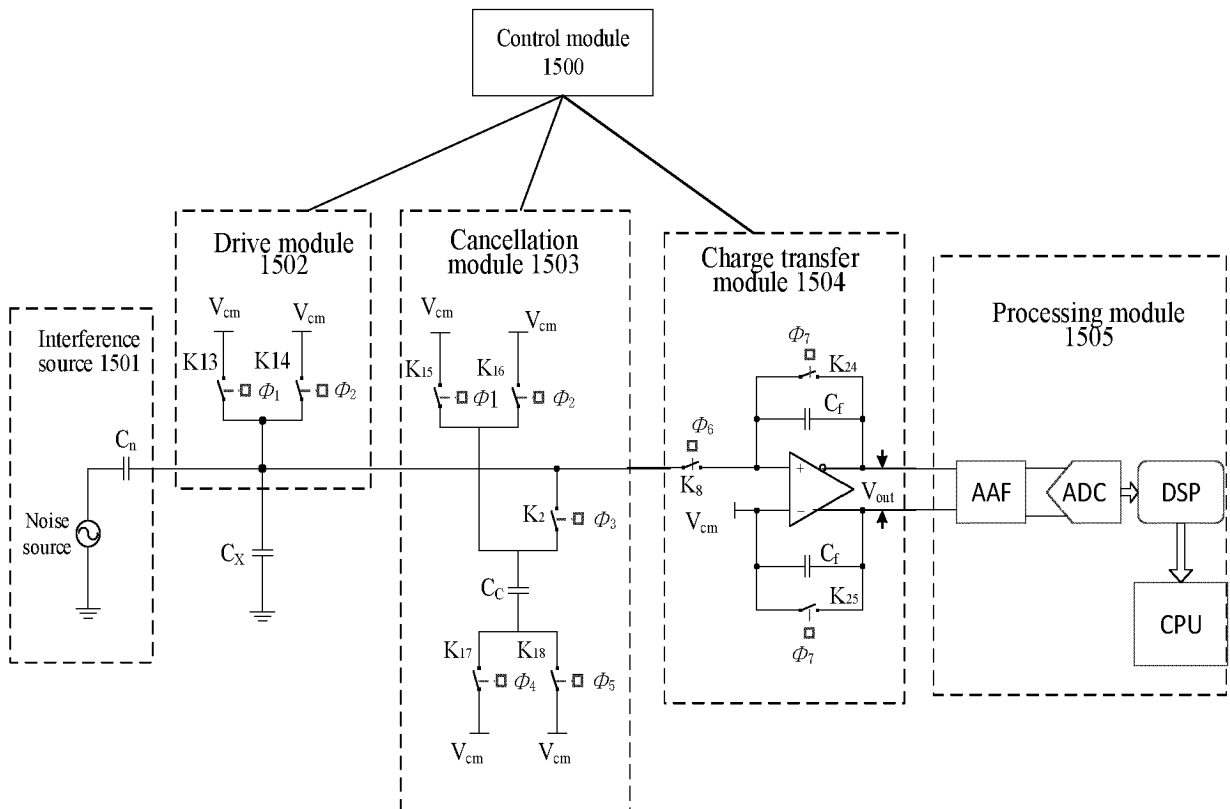 Control module
1500
Drive module
1502
Cancellation
module 1503
Charge transfer
module 1504
Processing module
1505
Interference
source 1501
Vcm
Vcm
K13
K14
Φ1
Φ2
Vcm
Vcm
K15
K16
Φ1
Φ2
Cn
Noise
source
CX
K2
Φ3
CC
K17
K18
Φ4
Φ5
Vcm
Vcm
Φ7
K24
Cf
Φ6
K8
+
−
Vcm
Vout
Cf
K25
Φ7
AAF
ADC
DSP
CPU